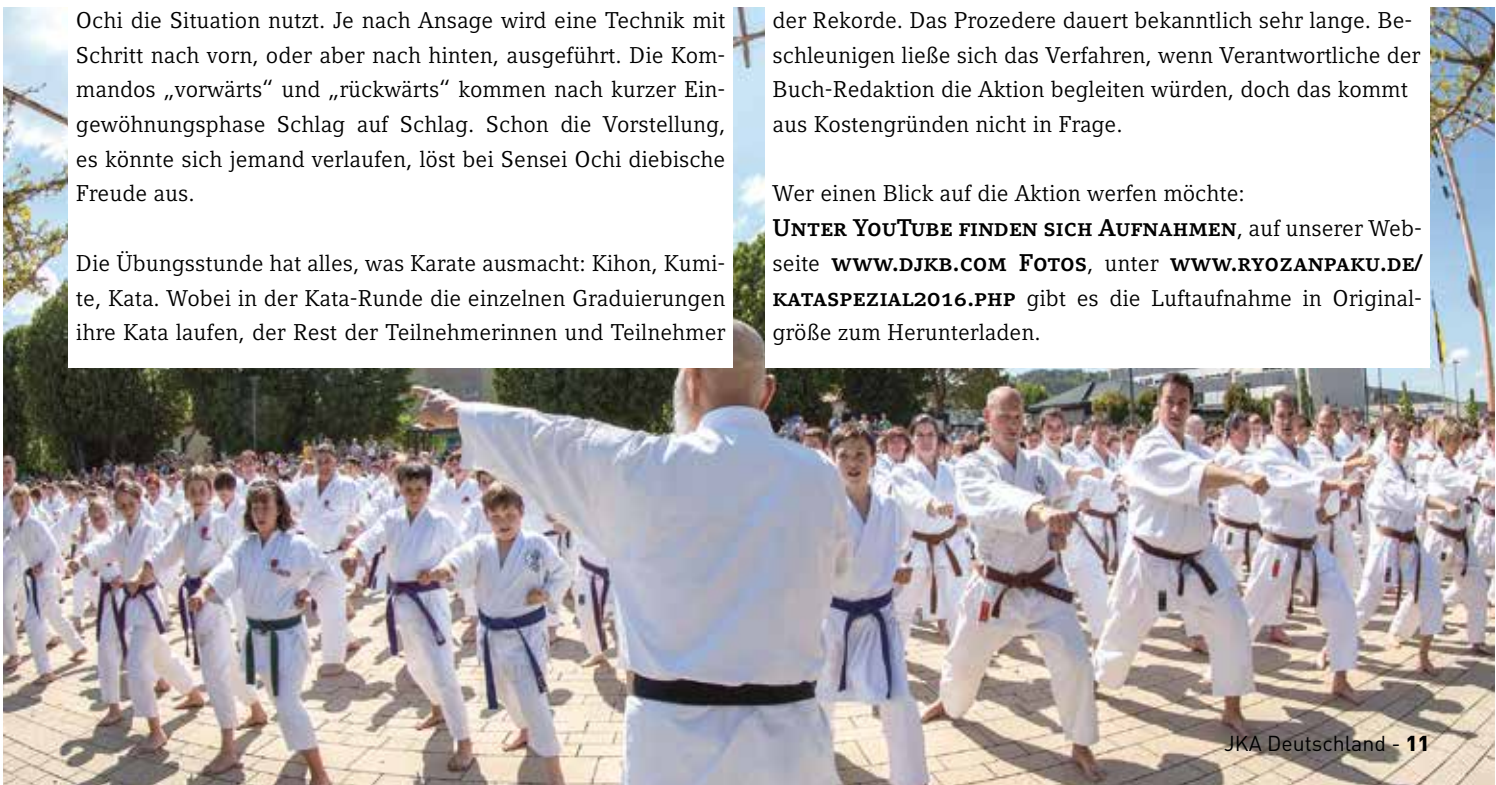 Ochi die Situation nutzt. Je nach Ansage wird eine Technik mit
Schritt nach vorn, oder aber nach hinten, ausgeführt. Die Kom-
mandos „vorwärts“ und „rückwärts“ kommen nach kurzer Ein-
gewöhnungsphase Schlag auf Schlag. Schon die Vorstellung,
es könnte sich jemand verlaufen, löst bei Sensei Ochi diebische
Freude aus.
Die Übungsstunde hat alles, was Karate ausmacht: Kihon, Kumi-
te, Kata. Wobei in der Kata-Runde die einzelnen Graduierungen
ihre Kata laufen, der Rest der Teilnehmerinnen und Teilnehmer
der Rekorde. Das Prozedere dauert bekanntlich sehr lange. Be-
schleunigen ließe sich das Verfahren, wenn Verantwortliche der
Buch-Redaktion die Aktion begleiten würden, doch das kommt
aus Kostengründen nicht in Frage.
Wer einen Blick auf die Aktion werfen möchte:
UNTER YOUTUBE FINDEN SICH AUFNAHMEN, auf unserer Web-
seite WWW.DJKB.COM FOTOS, unter WWW.RYOZANPAKU.DE/
KATASPEZIAL2016.PHP gibt es die Luftaufnahme in Original-
größe zum Herunterladen.
JKA Deutschland - 11